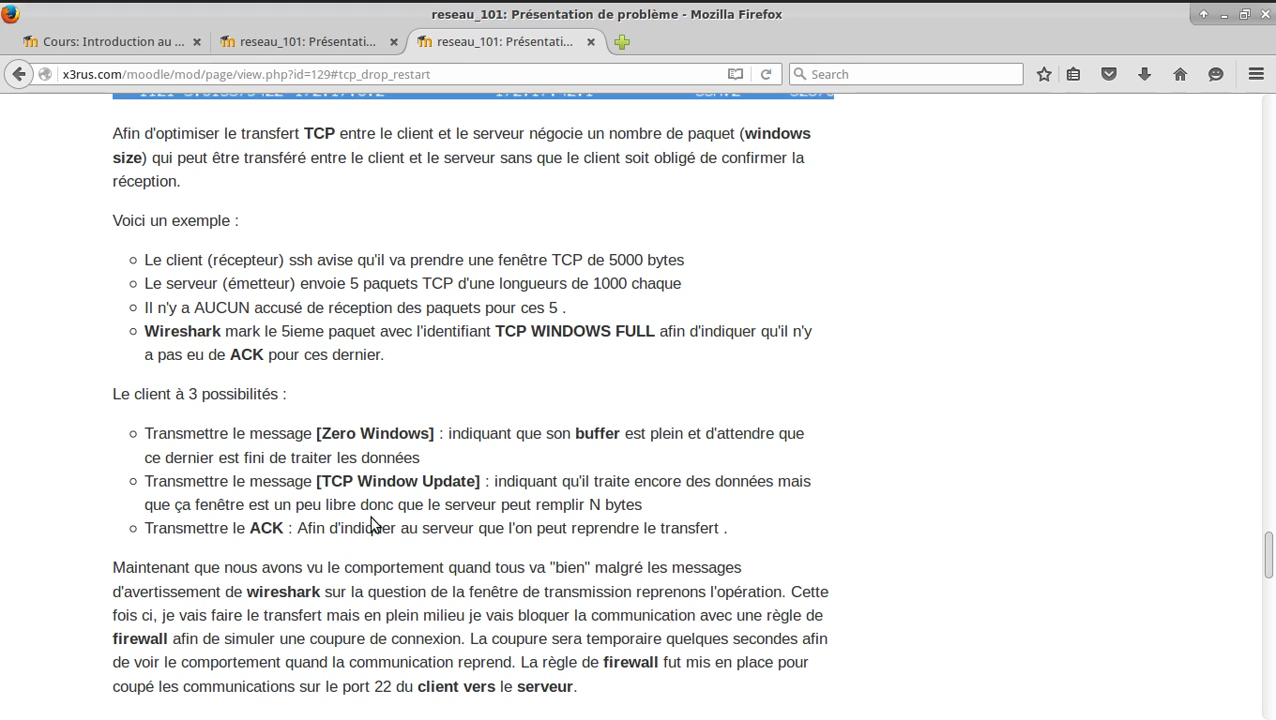 reseau_101: Présentation de problème - Mozilla Firefox
Cours: Introduction au ... reseau_101: Présentati... reseau_101: Présentati...
x3rus.com/moodle/mod/page/view.php?id=129#tcp_drop_restart Search
Afin d'optimiser le transfert TCP entre le client et le serveur négocie un nombre de paquet (windows
size) qui peut être transféré entre le client et le serveur sans que le client soit obligé de confirmer la
réception.
Voici un exemple :
Le client (récepteur) ssh avise qu'il va prendre une fenêtre TCP de 5000 bytes
Le serveur (émetteur) envoie 5 paquets TCP d'une longueurs de 1000 chaque
Il n'y a AUCUN accusé de réception des paquets pour ces 5 .
Wireshark mark le 5ieme paquet avec l'identifiant TCP WINDOWS FULL afin d'indiquer qu'il n'y
a pas eu de ACK pour ces dernier.
Le client à 3 possibilités :
Transmettre le message [Zero Windows] : indiquant que son buffer est plein et d'attendre que
ce dernier est fini de traiter les données
Transmettre le message [TCP Window Update] : indiquant qu'il traite encore des données mais
que ça fenêtre est un peu libre donc que le serveur peut remplir N bytes
Transmettre le ACK : Afin d'indiquer au serveur que l'on peut reprendre le transfert .
Maintenant que nous avons vu le comportement quand tous va "bien" malgré les messages
d'avertissement de wireshark sur la question de la fenêtre de transmission reprenons l'opération. Cette
fois ci, je vais faire le transfert mais en plein milieu je vais bloquer la communication avec une règle de
firewall afin de simuler une coupure de connexion. La coupure sera temporaire quelques secondes afin
de voir le comportement quand la communication reprend. La règle de firewall fut mis en place pour
coupé les communications sur le port 22 du client vers le serveur.